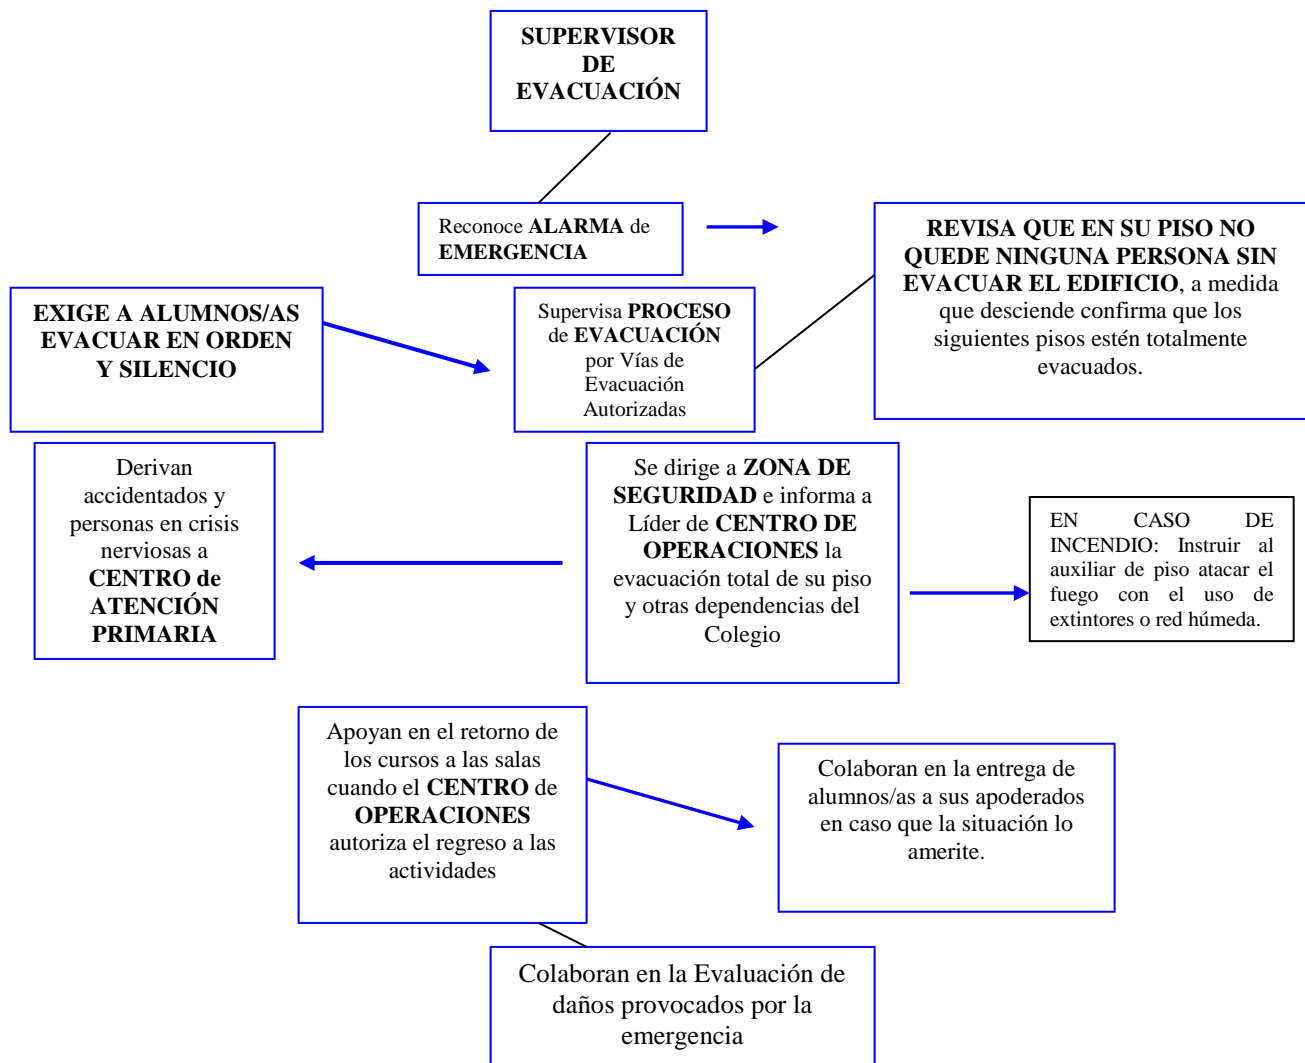 SUPERVISOR
DE
EVACUACIÓN
Reconoce ALARMA de
EMERGENCIA
REVISA QUE EN SU PISO NO
QUEDE NINGUNA PERSONA SIN
EVACUAR EL EDIFICIO, a medida
que desciende confirma que los
siguientes pisos estén totalmente
evacuados.
EXIGE A ALUMNOS/AS
EVACUAR EN ORDEN
Y SILENCIO
Supervisa PROCESO
de EVACUACIÓN
por Vías de
Evacuación
Autorizadas
Derivan
accidentados y
personas en crisis
nerviosas a
CENTRO de
ATENCIÓN
PRIMARIA
Se dirige a ZONA DE
SEGURIDAD e informa a
Líder de CENTRO DE
OPERACIONES la
evacuación total de su piso
y otras dependencias del
Colegio
EN CASO DE
INCENDIO: Instruir al
auxiliar de piso atacar el
fuego con el uso de
extintores o red húmeda.
Apoyan en el retorno de
los cursos a las salas
cuando el CENTRO de
OPERACIONES
autoriza el regreso a las
actividades
Colaboran en la entrega de
alumnos/as a sus apoderados
en caso que la situación lo
amerite.
Colaboran en la Evaluación de
daños provocados por la
emergencia